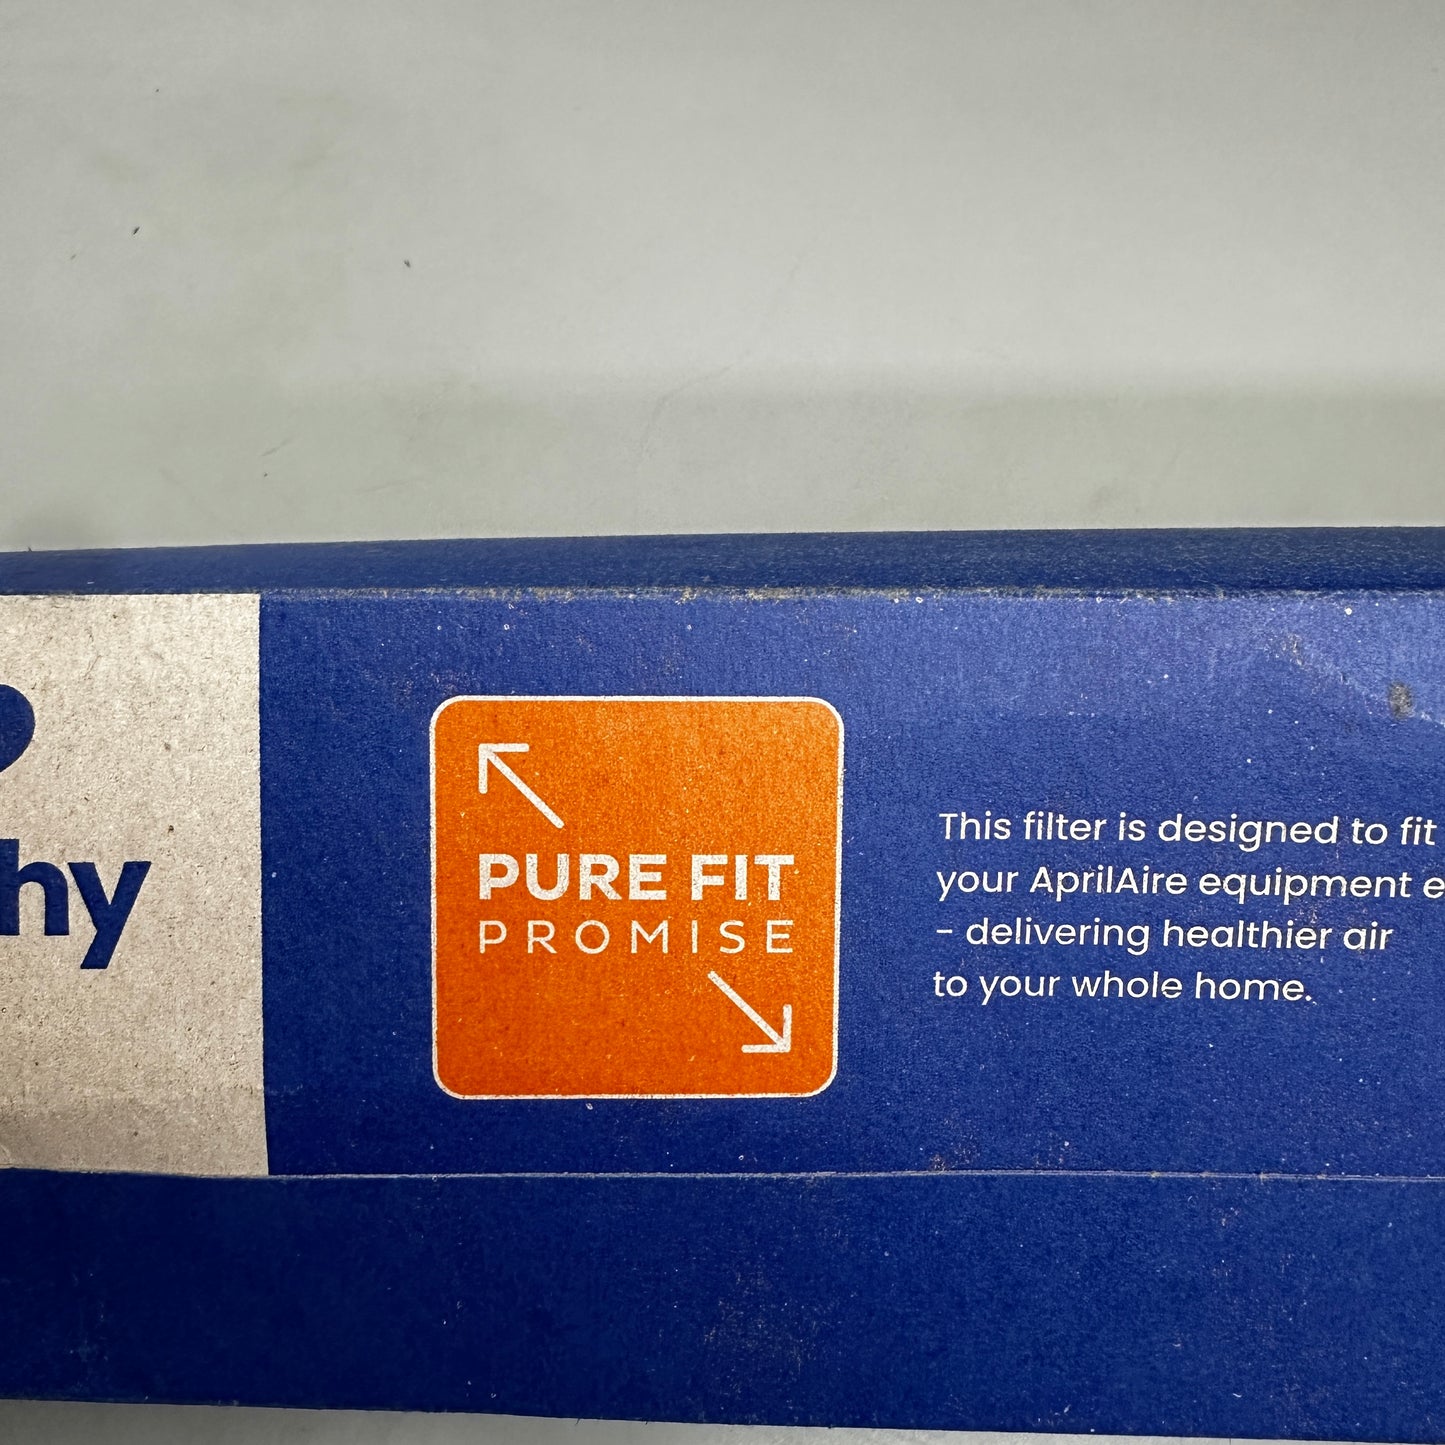 hy
PURE FIT
PROMISE
This filter is designed to fit
your AprilAire equipment e
- delivering healthier air
to your whole home.